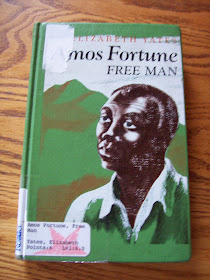 ELIZABETH YATES
Amos Fortune
FREE MAN
Amos Fortune, Free
Man
Yates, Elizabeth